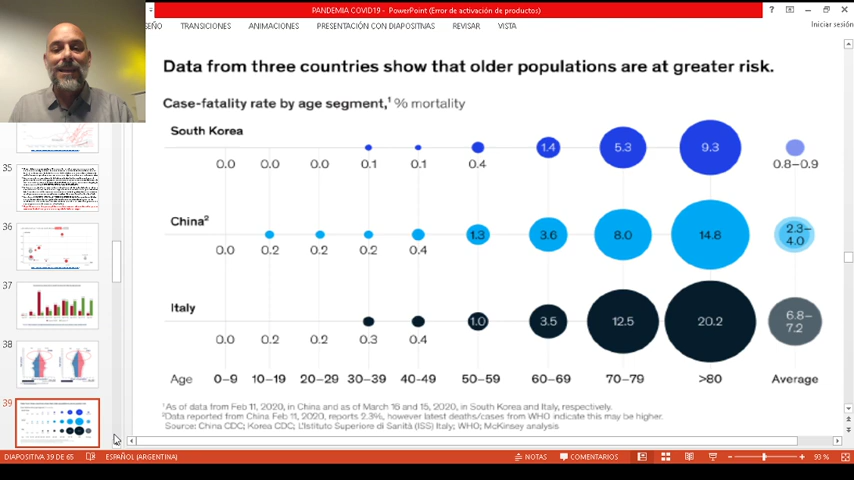 PANDEMIA COVID19 - PowerPoint (Error de activación de productos)
SEÑO TRANSICIONES ANIMACIONES PRESENTACIÓN CON DIAPOSITIVAS REVISAR VISTA
Iniciar sesión
Data from three countries show that older populations are at greater risk.
Case-fatality rate by age segment,¹ % mortality
South Korea
0.0 0.0 0.0 0.1 0.1 0.4 1.4 5.3 9.3 0.8–0.9
China²
0.0 0.2 0.2 0.2 0.4 1.3 3.6 8.0 14.8 2.3–
4.0
Italy
0.0 0.2 0.2 0.3 0.4 1.0 3.5 12.5 20.2 6.8–
7.2
Age 0–9 10–19 20–29 30–39 40–49 50–59 60–69 70–79 >80 Average
¹As of data from Feb 11, 2020, in China and as of March 16 and 15, 2020, in South Korea and Italy, respectively.
²Data reported from China Feb 11, 2020, reports 2.3%, however latest deaths/cases from WHO indicate this may be higher.
Source: China CDC; Korea CDC; L'Istituto Superiore di Sanità (ISS) Italy; WHO; McKinsey analysis
35
36
37
38
39
DIAPOSITIVA 39 DE 65 ESPAÑOL (ARGENTINA) NOTAS COMENTARIOS 93 %